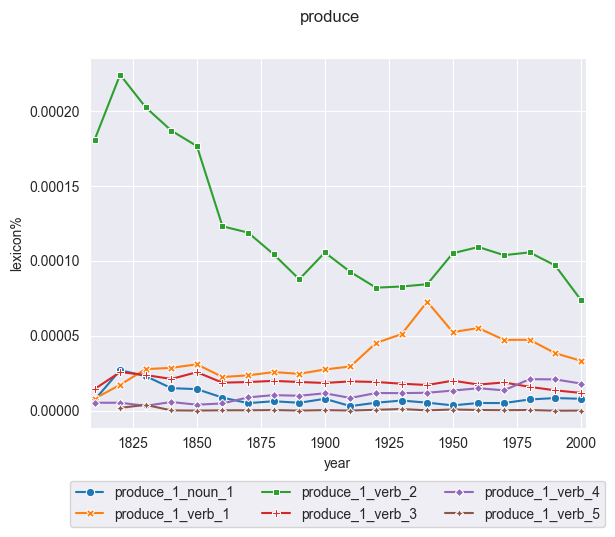 produce
0.00020
0.00015
0.00010
0.00005
0.00000
lexicon%
1825 1850 1875 1900 1925 1950 1975 2000
year
produce_1_noun_1 produce_1_verb_2 produce_1_verb_4
produce_1_verb_1 produce_1_verb_3 produce_1_verb_5